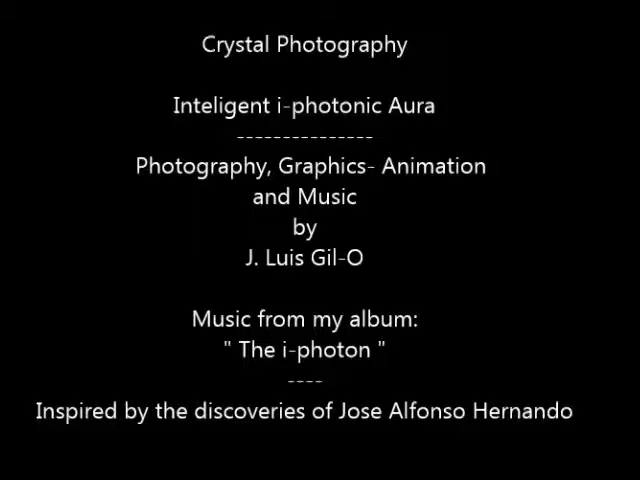 Crystal Photography
Inteligent i-photonic Aura
---------------
Photography, Graphics- Animation
and Music
by
J. Luis Gil-O
Music from my album:
" The i-photon "
----
Inspired by the discoveries of Jose Alfonso Hernando